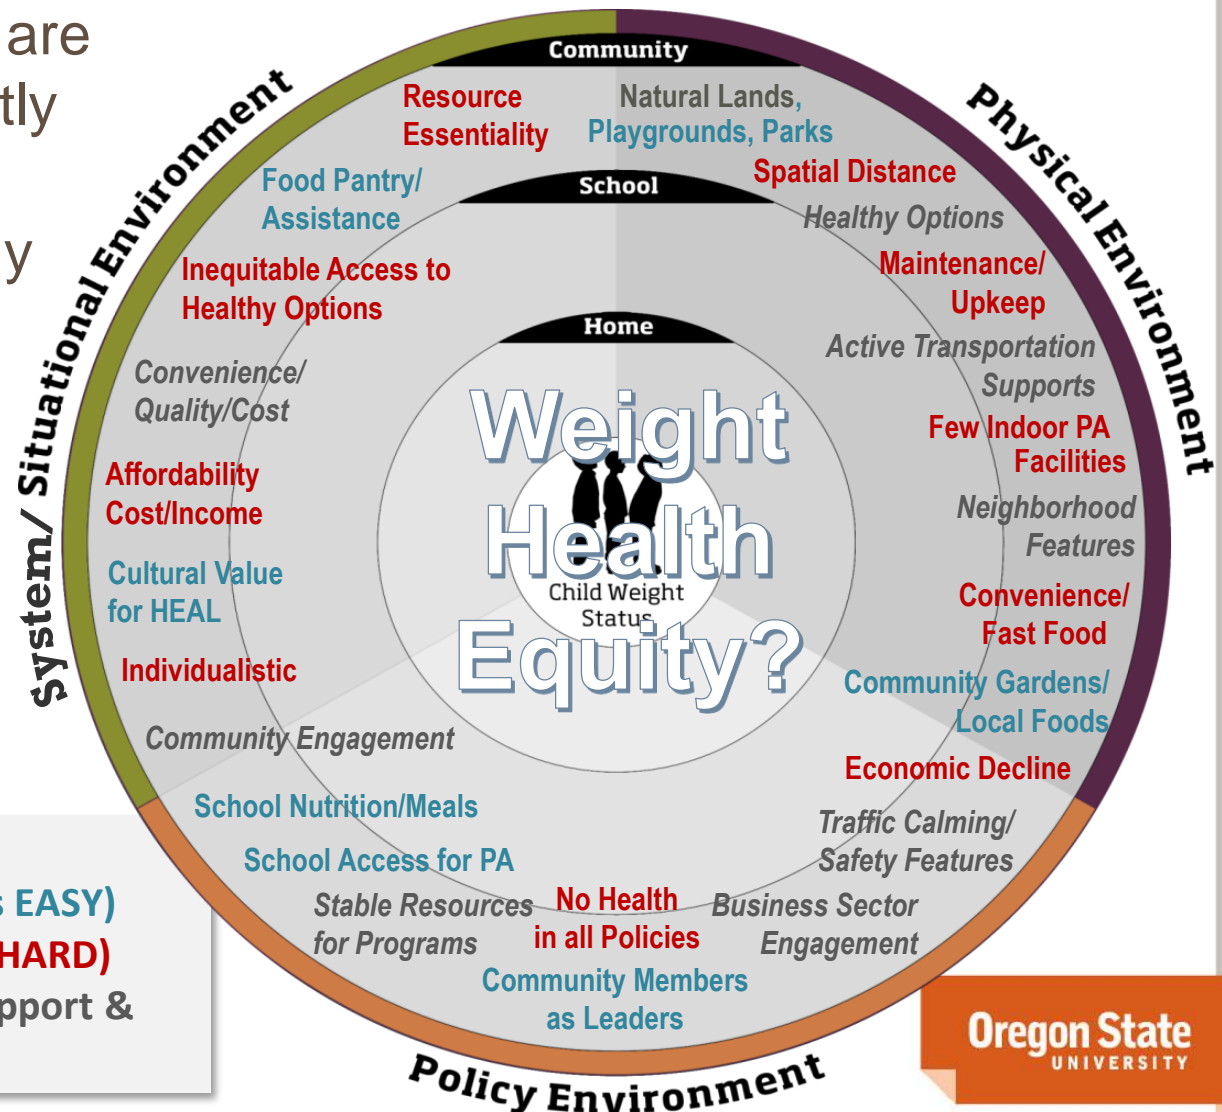 are
tly
y
Community
Resource
Essentiality
Natural Lands,
Playgrounds, Parks
Food Pantry/
Assistance
School
Spatial Distance
Healthy Options
Inequitable Access to
Healthy Options
Maintenance/
Upkeep
Home
Convenience/
Quality/Cost
Active Transportation
Supports
Weight
Health
Equity?
Child Weight
Status
Few Indoor PA
Facilities
Affordability
Cost/Income
Neighborhood
Features
Cultural Value
for HEAL
Convenience/
Fast Food
Individualistic
Community Gardens/
Local Foods
Community Engagement
Economic Decline
School Nutrition/Meals
Traffic Calming/
Safety Features
School Access for PA
Stable Resources
for Programs
No Health
in all Policies
Business Sector
Engagement
Community Members
as Leaders
System/ Situational Environment
Physical Environment
Policy Environment
s EASY)
HARD)
pport &
Oregon State
UNIVERSITY